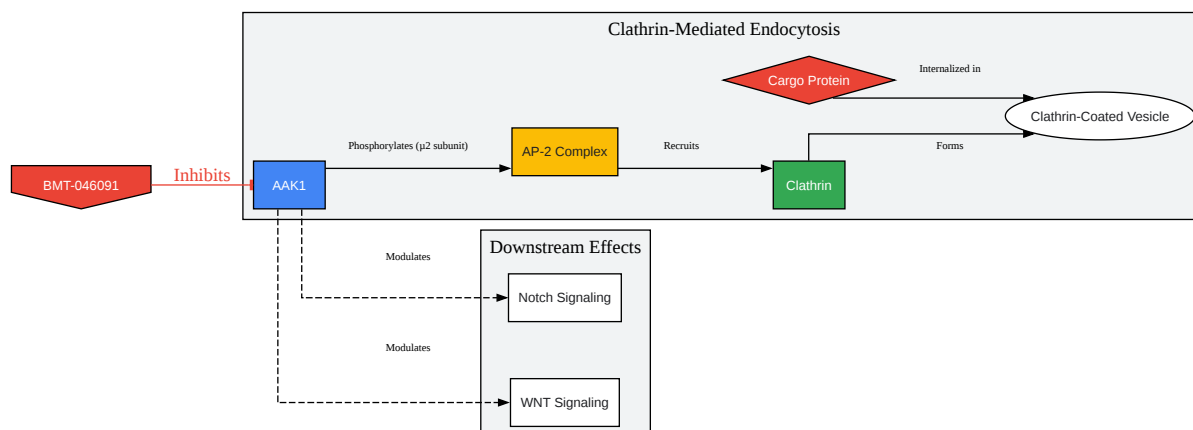 Clathrin-Mediated Endocytosis
Cargo Protein
Internalized in
Clathrin-Coated Vesicle
Phosphorylates (µ2 subunit)
AP-2 Complex
Recruits
Forms
BMT-046091
Inhibits
AAK1
Clathrin
Downstream Effects
Modulates
Notch Signaling
Modulates
WNT Signaling